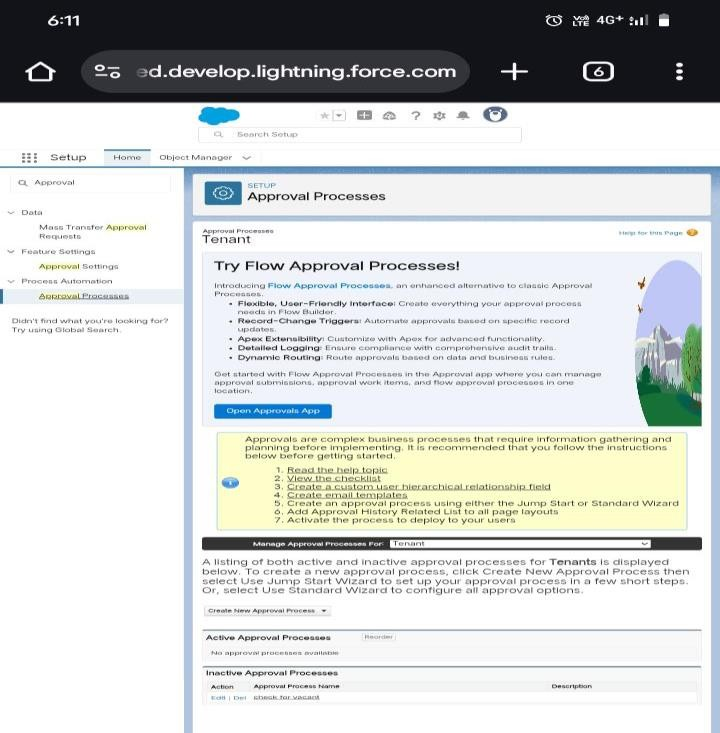 6:11
Vo) LTE 4G+
ed.develop.lightning.force.com
6
Search Setup
Setup Home Object Manager
Approval
Data
Mass Transfer Approval
Requests
Feature Settings
Approval Settings
Process Automation
Approval Processes
Didn't find what you're looking for?
Try using Global Search.
SETUP
Approval Processes
Approval Processes
Tenant
Help for this Page
Try Flow Approval Processes!
Introducing Flow Approval Processes, an enhanced alternative to classic Approval
Processes.
• Flexible, User-Friendly Interface: Create everything your approval process
needs in Flow Builder.
• Record-Change Triggers: Automate approvals based on specific record
updates.
• Apex Extensibility: Customize with Apex for advanced functionality.
• Detailed Logging: Ensure compliance with comprehensive audit trails.
• Dynamic Routing: Route approvals based on data and business rules.
Get started with Flow Approval Processes in the Approval app where you can manage
approval submissions, approval work items, and flow approval processes in one
location.
Open Approvals App
Approvals are complex business processes that require information gathering and
planning before implementing. It is recommended that you follow the instructions
below before getting started.
1. Read the help topic
2. View the checklist
3. Create a custom user hierarchical relationship field
4. Create email templates
5. Create an approval process using either the Jump Start or Standard Wizard
6. Add Approval History Related List to all page layouts
7. Activate the process to deploy to your users
Manage Approval Processes For: Tenant
A listing of both active and inactive approval processes for Tenants is displayed
below. To create a new approval process, click Create New Approval Process then
select Use Jump Start Wizard to set up your approval process in a few short steps.
Or, select Use Standard Wizard to configure all approval options.
Create New Approval Process
Active Approval Processes Reorder
No approval processes available
Inactive Approval Processes
Action Approval Process Name Description
Edit | Del check for vacant